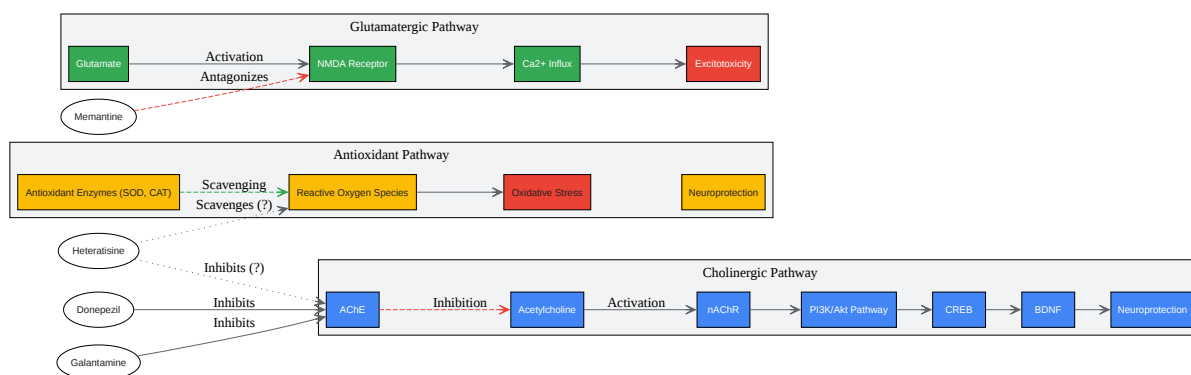 Glutamatergic Pathway
Glutamate
Activation
NMDA Receptor
Ca2+ Influx
Excitotoxicity
Antagonizes
Memantine
Antioxidant Pathway
Antioxidant Enzymes (SOD, CAT)
Scavenging
Reactive Oxygen Species
Oxidative Stress
Neuroprotection
Scavenges (?)
Heteratisine
Inhibits (?)
Cholinergic Pathway
Donepezil
Inhibits
AChE
Inhibition
Acetylcholine
Activation
nAChR
PI3K/Akt Pathway
CREB
BDNF
Neuroprotection
Inhibits
Galantamine